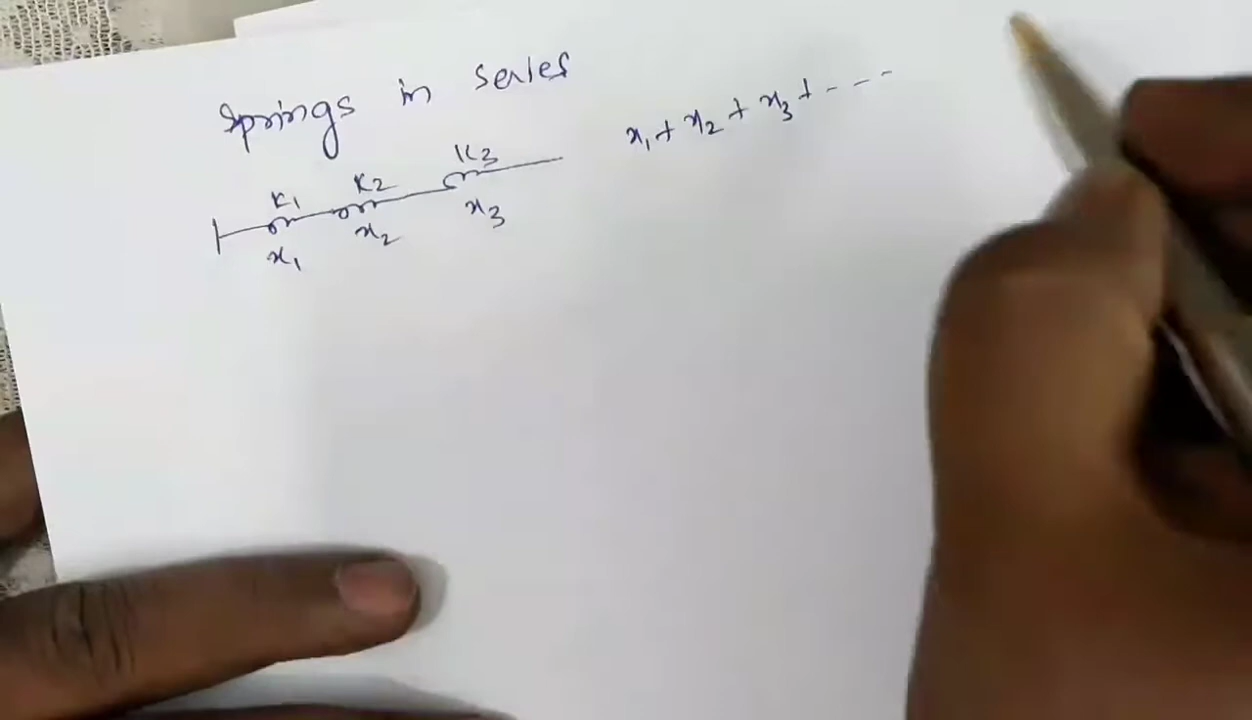 Springs in series
x₁ + x₂ + x₃ + - - -
K₁ K₂ K₃
x₁ x₂ x₃